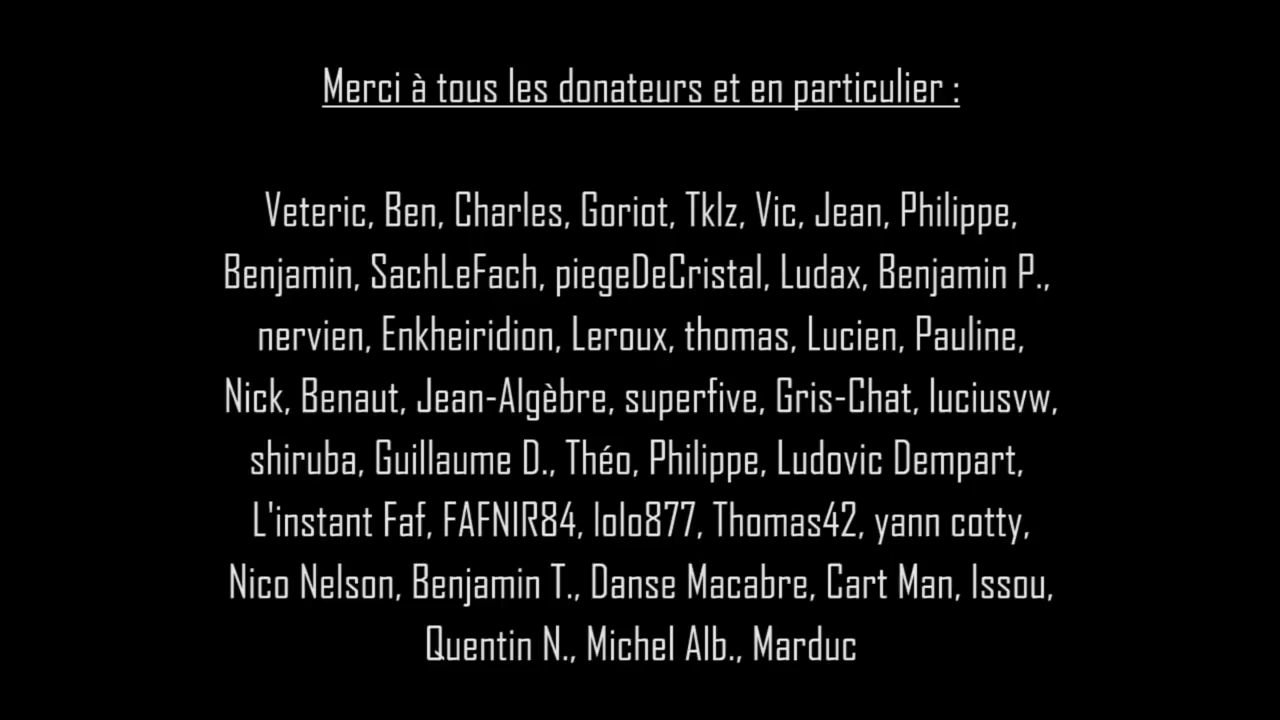 Merci à tous les donateurs et en particulier :
Veteric, Ben, Charles, Goriot, Tklz, Vic, Jean, Philippe,
Benjamin, SachLeFach, piegeDeCristal, Ludax, Benjamin P.,
nervien, Enkheiridion, Leroux, thomas, Lucien, Pauline,
Nick, Benaut, Jean-Algèbre, superfive, Gris-Chat, luciusvw,
shiruba, Guillaume D., Théo, Philippe, Ludovic Dempart,
L'instant Faf, FAFNIR84, lolo877, Thomas42, yann cotty,
Nico Nelson, Benjamin T., Danse Macabre, Cart Man, Issou,
Quentin N., Michel Alb., Marduc